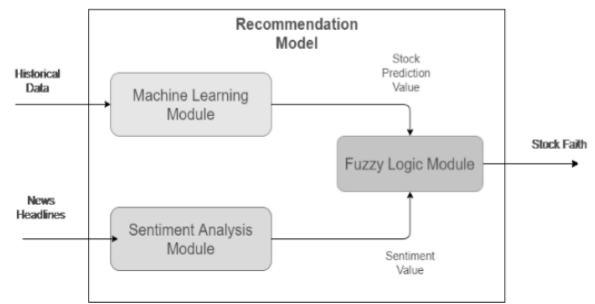 Recommendation
Model
Historical
Data
Machine Learning
Module
Stock
Prediction
Value
Fuzzy Logic Module
Stock Faith
News
Headlines
Sentiment Analysis
Module
Sentiment
Value